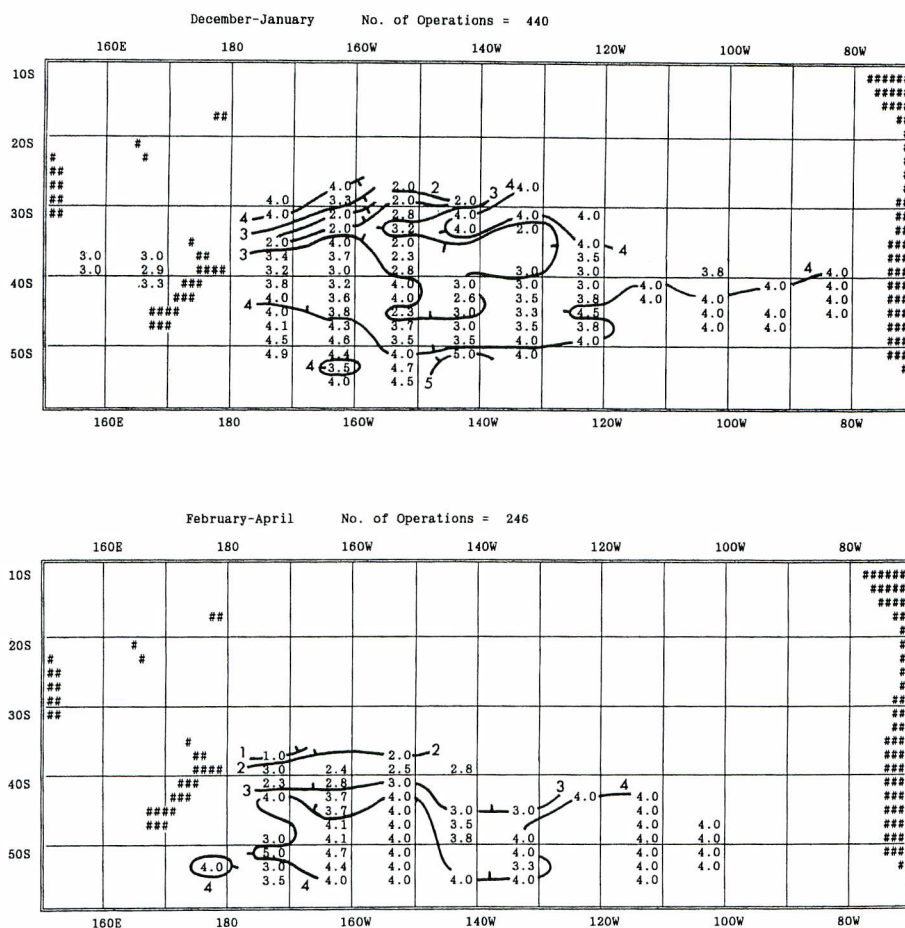 December-January No. of Operations = 440
160E 180 160W 140W 120W 100W 80W
10S ######
#####
####
## #
20S
#
# # #
##
##
## 4.0 4.0 2.0 2 4 4.0
## 4.0 3.3 2.0 2.0 3
30S # ## 4 4.0 2.0 2.8 4.0 4.0 4.0
3 2.0 3.2 4.0 2.0
# 2.0 4.0 2.0 4.0 4
3.0 3.0 ## 3 3.4 3.7 2.3 3.5
3.0 2.9 #### 3.2 3.0 2.8 3.0 3.0 3.8 4 4.0
40S
.3.3 ### 3.8 3.2 4.0 3.0 3.0 3.0 4.0 4.0 4.0
### 4.0 3.6 4.0 2.6 3.5 3.8 4.0 4.0 4.0 4.0
#### 4 4.0 3.8 2.3 3.0 3.3 4.5 4.0 4.0 4.0
### 4.1 4.3 3.7 3.0 3.5 3.8 4.0 4.0
4.5 4.6 3.5 3.5 3.5 4.0
50S 4.9 4.4 4.0 5.0 4.0
4 3.5 4.7
4.0 4.5 5
160E 180 160W 140W 120W 100W 80W
February-April No. of Operations = 246
160E 180 160W 140W 120W 100W 80W
10S ######
#####
####
## ##
20S #
#
# # #
##
##
##
30S ##
#
1 1.0 2.0 2
## 2
#### 3.0 2.4 2.5 2.8
40S
### 3 2.3 2.8 3.0 3 4
### 4.0 3.7 4.0 4.0 4.0
#### 3.7 4.0 3.0 3.0 4.0
### 4.1 4.0 3.5 4.0 4.0 4.0
3.0 4.1 4.0 3.8 4.0 4.0 4.0
50S 5.0 4.7 4.0 4.0 4.0 4.0
4.0 3.0 4.4 4.0 3.3 4.0 4.0
4 3.5 4 4.0 4.0 4.0 4.0 4.0
160E 180 160W 140W 120W 100W 80W